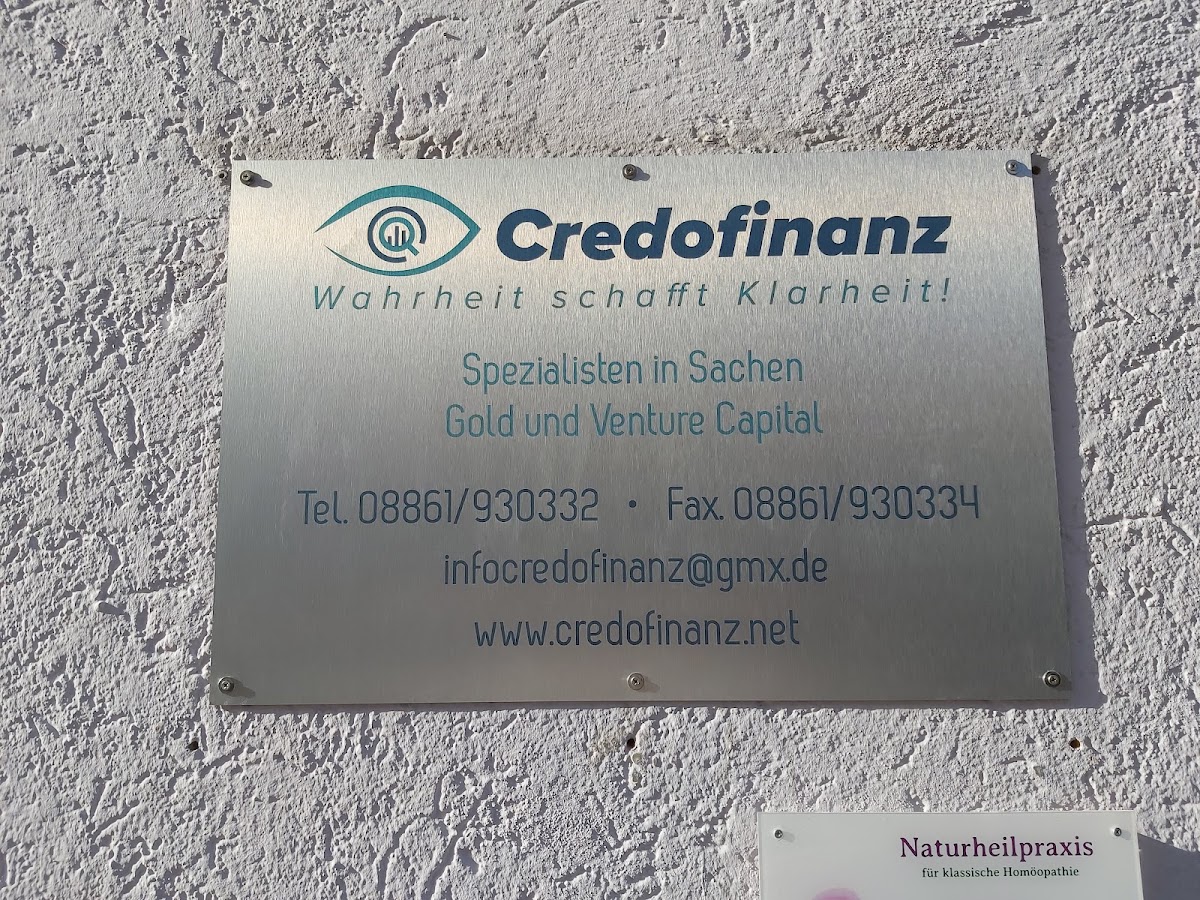 Credofinanz
Wahrheit schafft Klarheit!
Spezialisten in Sachen
Gold und Venture Capital
Tel. 08861/930332 • Fax. 08861/930334
infocredofinanz@gmx.de
www.credofinanz.net
Naturheilpraxis
für klassische Homöopathie